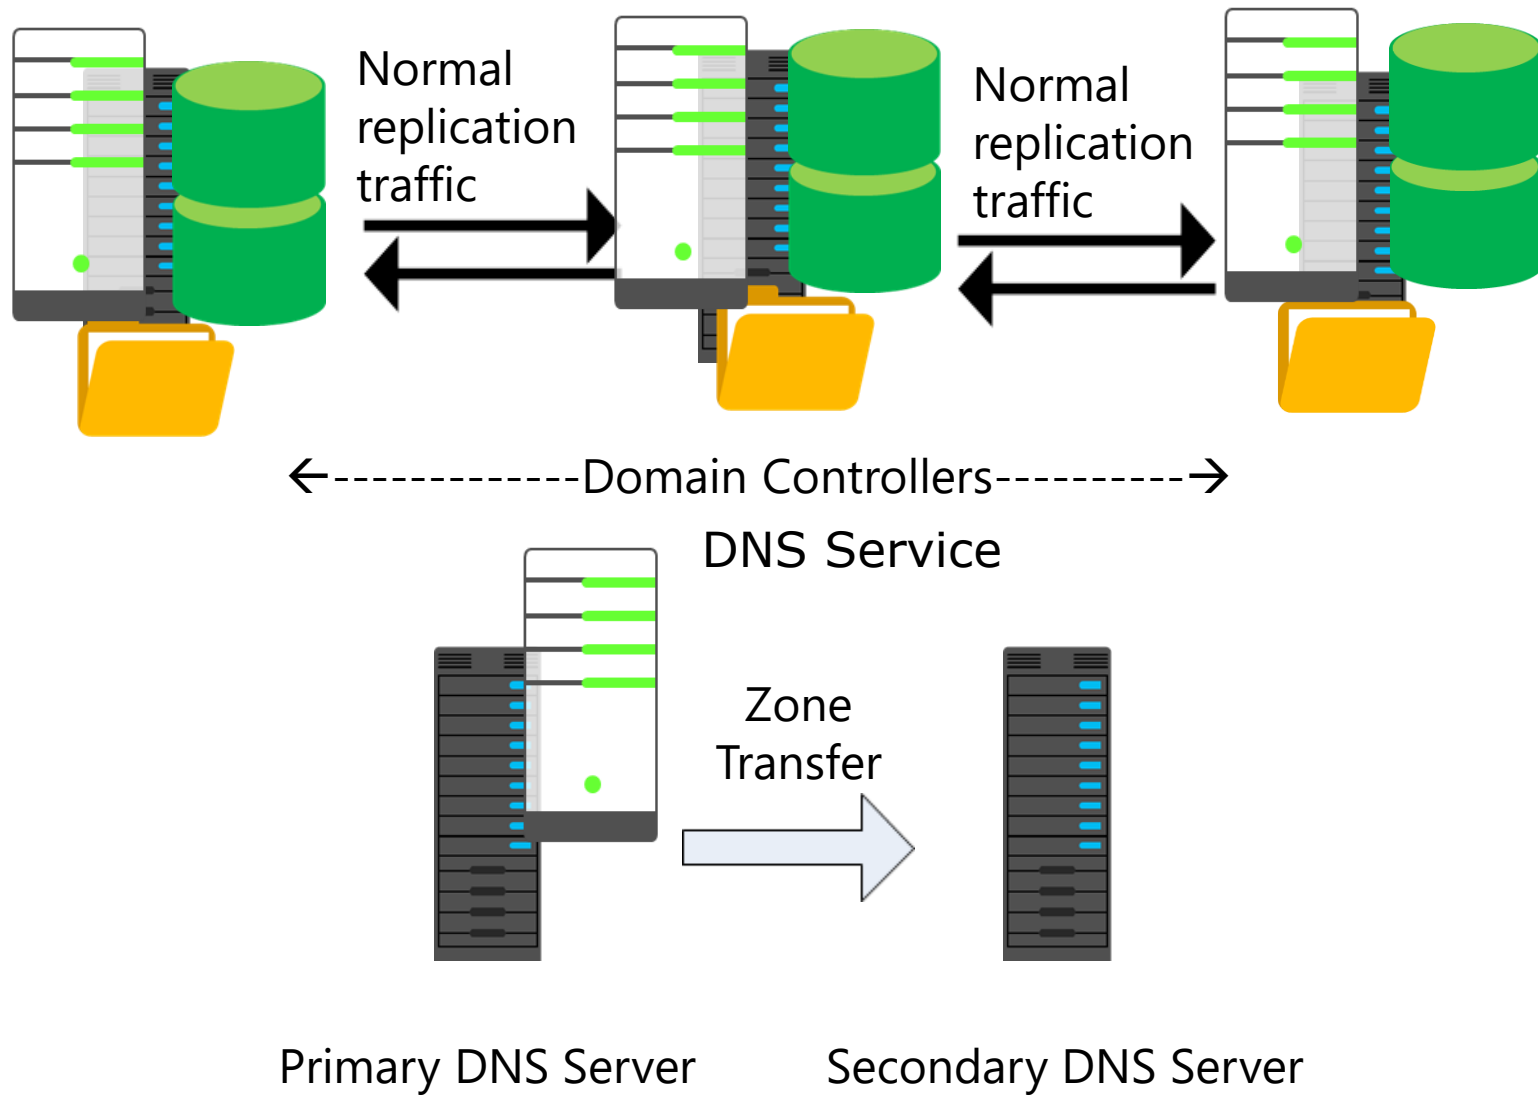 Normal
replication
traffic
Normal
replication
traffic
←-------------Domain Controllers----------→
DNS Service
Zone
Transfer
Primary DNS Server
Secondary DNS Server